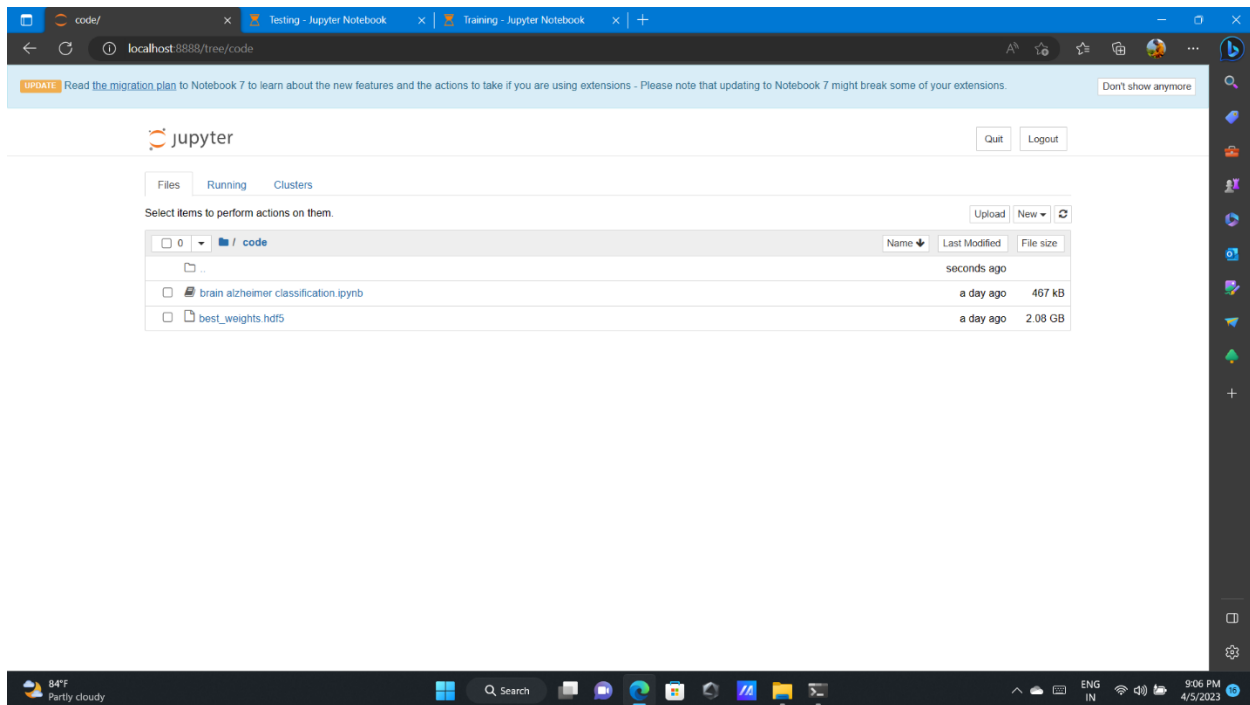 code/
Testing - Jupyter Notebook
Training - Jupyter Notebook
localhost:8888/tree/code
UPDATE Read the migration plan to Notebook 7 to learn about the new features and the actions to take if you are using extensions - Please note that updating to Notebook 7 might break some of your extensions.
Don't show anymore
jupyter
Quit Logout
Files Running Clusters
Select items to perform actions on them.
Upload New
0 / code Name Last Modified File size
.. seconds ago
brain alzheimer classification.ipynb a day ago 467 kB
best_weights.hdf5 a day ago 2.08 GB
84°F
Partly cloudy
Search
ENG
IN
9:06 PM
4/5/2023
16